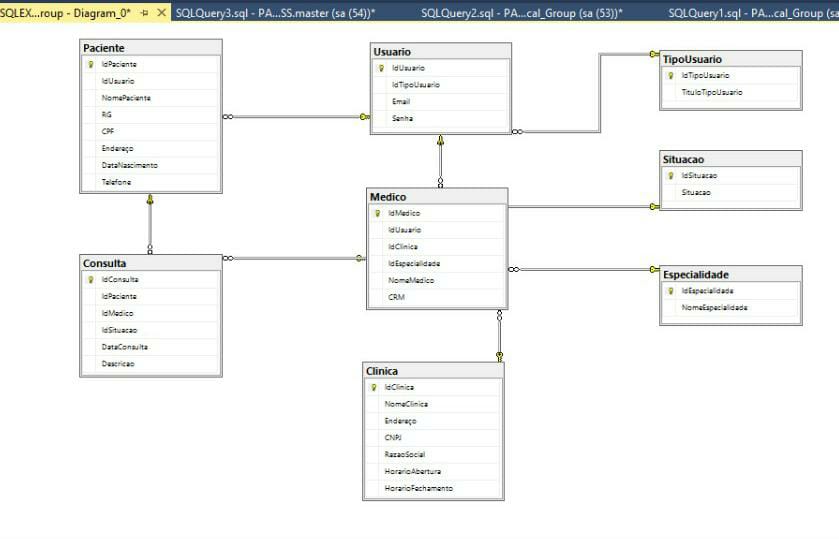 SQLEX...roup - Diagram_0* SQLQuery3.sql - PA...SS.master (sa (54))* SQLQuery2.sql - PA...cal_Group (sa (53))* SQLQuery1.sql - PA...cal_Group (sa
Paciente
IdPaciente
IdUsuario
NomePaciente
RG
CPF
Endereço
DataNascimento
Telefone
Usuario
IdUsuario
IdTipoUsuario
Email
Senha
TipoUsuario
IdTipoUsuario
TituloTipoUsuario
Situacao
IdSituacao
Situacao
Medico
IdMedico
IdUsuario
IdClinica
IdEspecialidade
NomeMedico
CRM
Consulta
IdConsulta
IdPaciente
IdMedico
IdSituacao
DataConsulta
Descricao
Especialidade
IdEspecialidade
NomeEspecialidade
Clinica
IdClinica
NomeClinica
Endereço
CNPJ
RazaoSocial
HorarioAbertura
HorarioFechamento